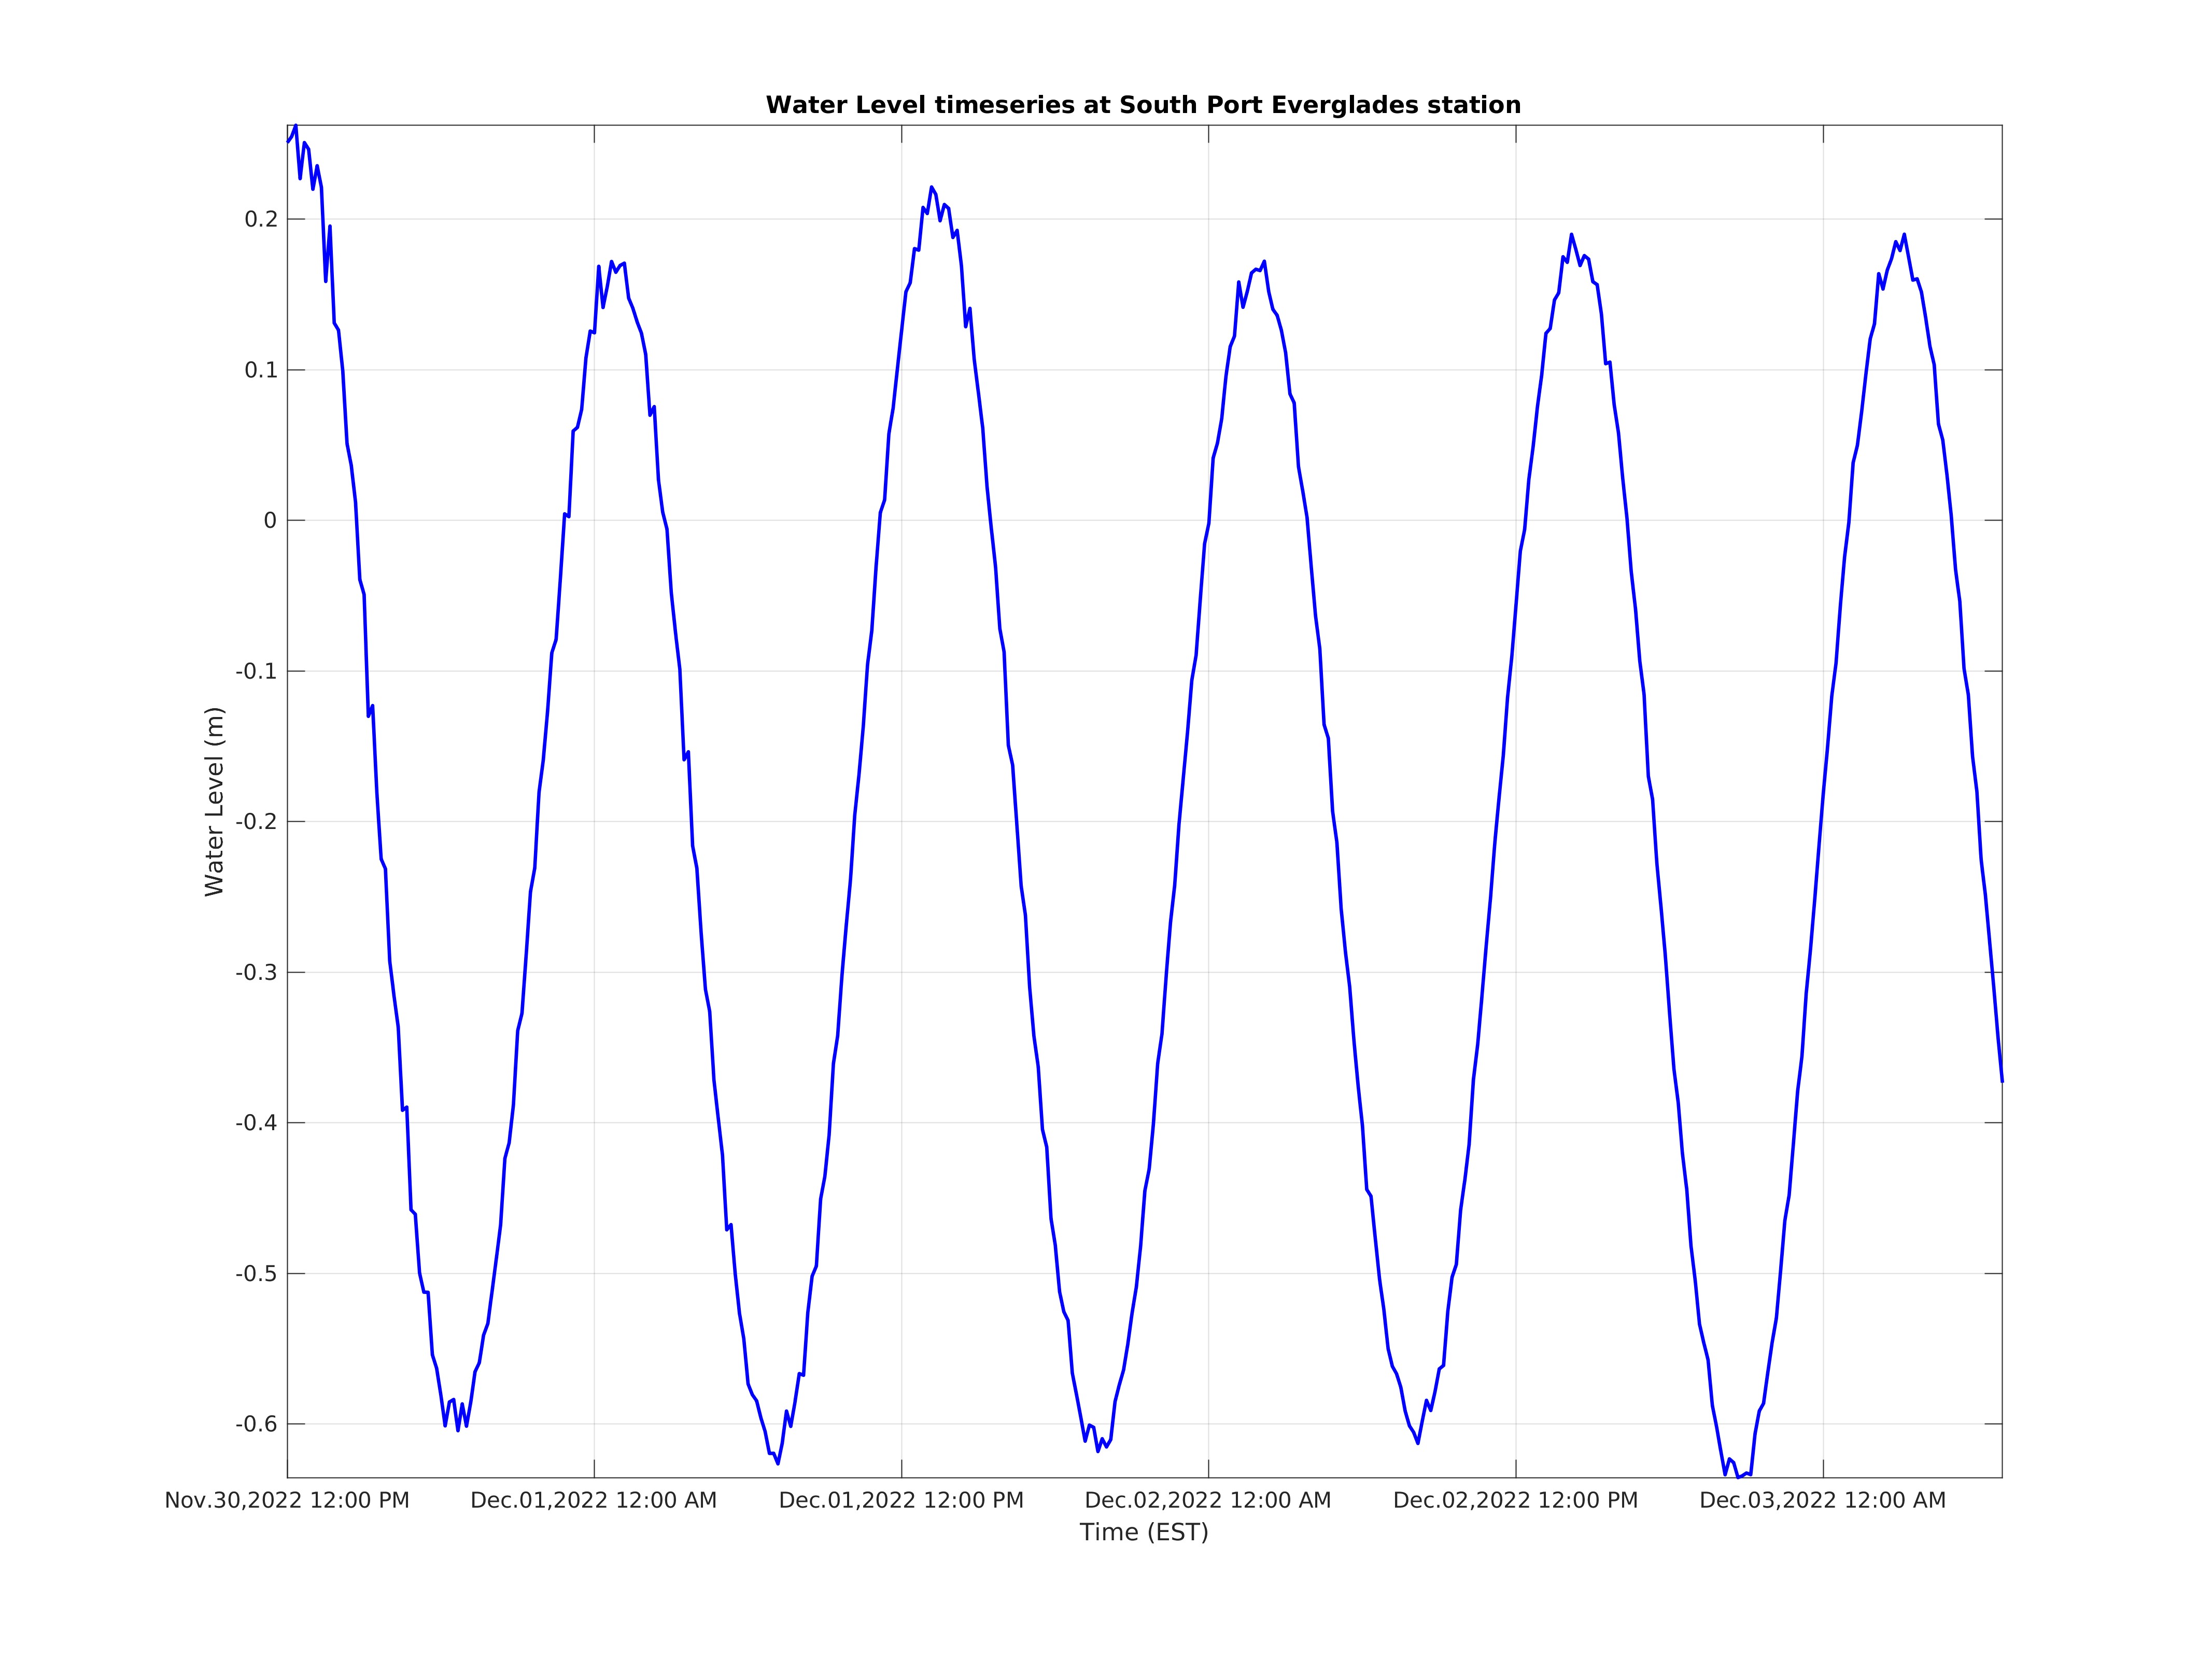 Water Level timeseries at South Port Everglades station
0.2
0.1
0
-0.1
-0.2
-0.3
-0.4
-0.5
-0.6
Water Level (m)
Nov.30,2022 12:00 PM Dec.01,2022 12:00 AM Dec.01,2022 12:00 PM Dec.02,2022 12:00 AM Dec.02,2022 12:00 PM Dec.03,2022 12:00 AM
Time (EST)